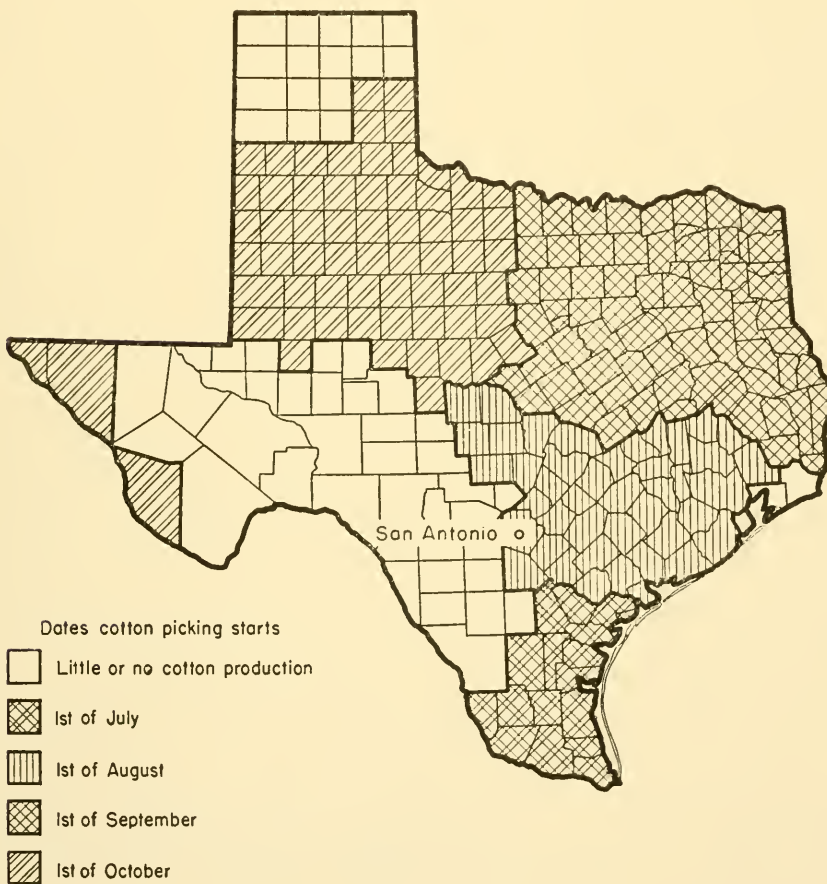 San Antonio
Dates cotton picking starts
Little or no cotton production
1st of July
1st of August
1st of September
1st of October